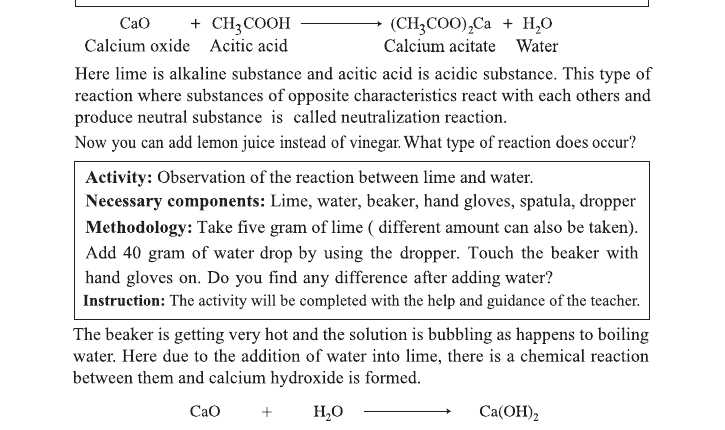 CaO + CH₃COOH ⟶ (CH₃COO)₂Ca + H₂O
Calcium oxide Acitic acid Calcium acitate Water
Here lime is alkaline substance and acitic acid is acidic substance. This type of
reaction where substances of opposite characteristics react with each others and
produce neutral substance is called neutralization reaction.
Now you can add lemon juice instead of vinegar. What type of reaction does occur?
Activity: Observation of the reaction between lime and water.
Necessary components: Lime, water, beaker, hand gloves, spatula, dropper
Methodology: Take five gram of lime ( different amount can also be taken).
Add 40 gram of water drop by using the dropper. Touch the beaker with
hand gloves on. Do you find any difference after adding water?
Instruction: The activity will be completed with the help and guidance of the teacher.
The beaker is getting very hot and the solution is bubbling as happens to boiling
water. Here due to the addition of water into lime, there is a chemical reaction
between them and calcium hydroxide is formed.
CaO + H₂O ⟶ Ca(OH)₂